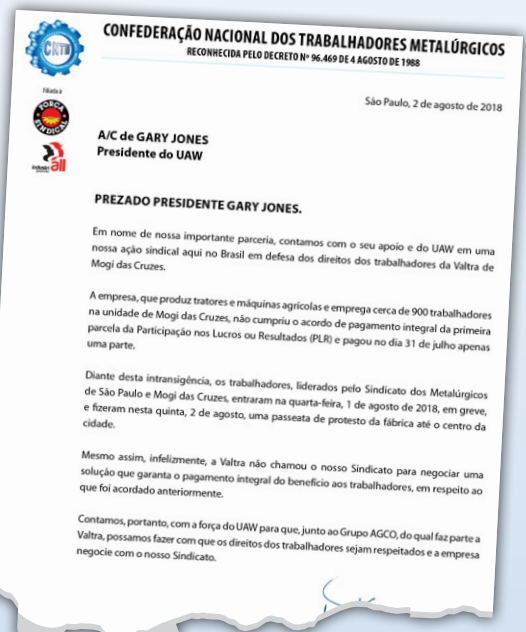 CNTM
CONFEDERAÇÃO NACIONAL DOS TRABALHADORES METALÚRGICOS
RECONHECIDA PELO DECRETO Nº 96.469 DE 4 AGOSTO DE 1988
Filiada à
FORÇA
SINDICAL
industri
all
São Paulo, 2 de agosto de 2018
A/C de GARY JONES
Presidente do UAW
PREZADO PRESIDENTE GARY JONES.
Em nome de nossa importante parceria, contamos com o seu apoio e do UAW em uma
nossa ação sindical aqui no Brasil em defesa dos direitos dos trabalhadores da Valtra de
Mogi das Cruzes.
A empresa, que produz tratores e máquinas agrícolas e emprega cerca de 900 trabalhadores
na unidade de Mogi das Cruzes, não cumpriu o acordo de pagamento integral da primeira
parcela da Participação nos Lucros ou Resultados (PLR) e pagou no dia 31 de julho apenas
uma parte.
Diante desta intransigência, os trabalhadores, liderados pelo Sindicato dos Metalúrgicos
de São Paulo e Mogi das Cruzes, entraram na quarta-feira, 1 de agosto de 2018, em greve,
e fizeram nesta quinta, 2 de agosto, uma passeata de protesto da fábrica até o centro da
cidade.
Mesmo assim, infelizmente, a Valtra não chamou o nosso Sindicato para negociar uma
solução que garanta o pagamento integral do benefício aos trabalhadores, em respeito ao
que foi acordado anteriormente.
Contamos, portanto, com a força do UAW para que, junto ao Grupo AGCO, do qual faz parte a
Valtra, possamos fazer com que os direitos dos trabalhadores sejam respeitados e a empresa
negocie com o nosso Sindicato.